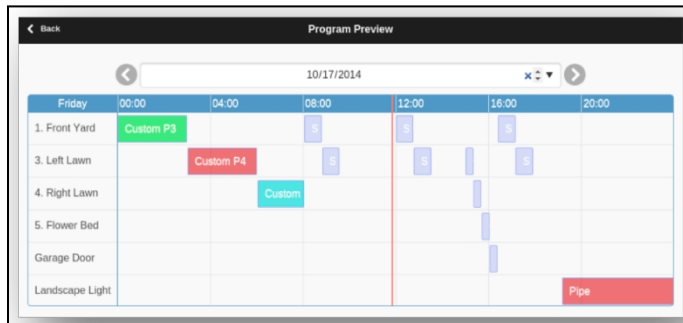 Back Program Preview
10/17/2014
Friday 00:00 04:00 08:00 12:00 16:00 20:00
1. Front Yard Custom P3 S S S
3. Left Lawn Custom P4 S S S
4. Right Lawn Custom
5. Flower Bed
Garage Door
Landscape Light Pipe